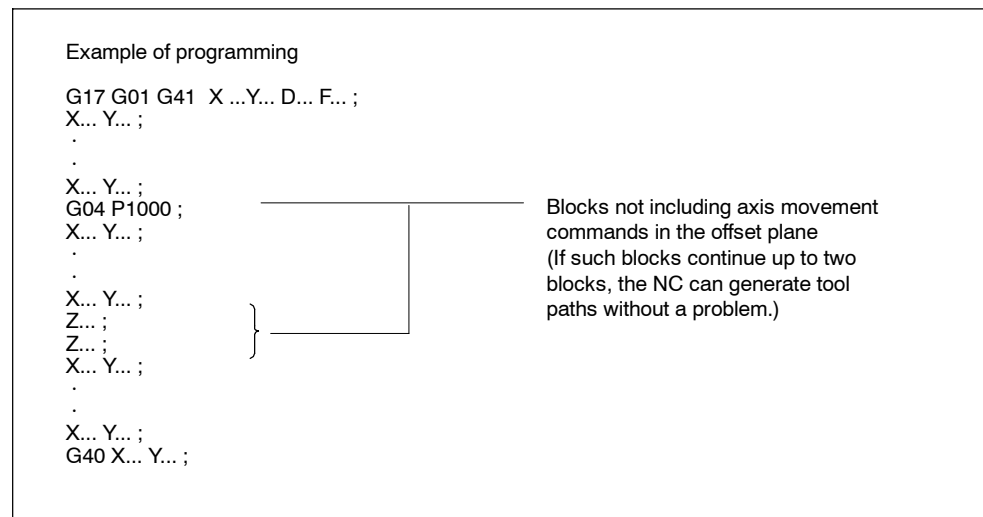 Example of programming
G17 G01 G41 X ...Y... D... F... ;
X... Y... ;
.
.
X... Y... ;
G04 P1000 ;
X... Y... ;
.
.
X... Y... ;
Z... ;
Z... ;
X... Y... ;
.
.
X... Y... ;
G40 X... Y... ;
Blocks not including axis movement
commands in the offset plane
(If such blocks continue up to two
blocks, the NC can generate tool
paths without a problem.)